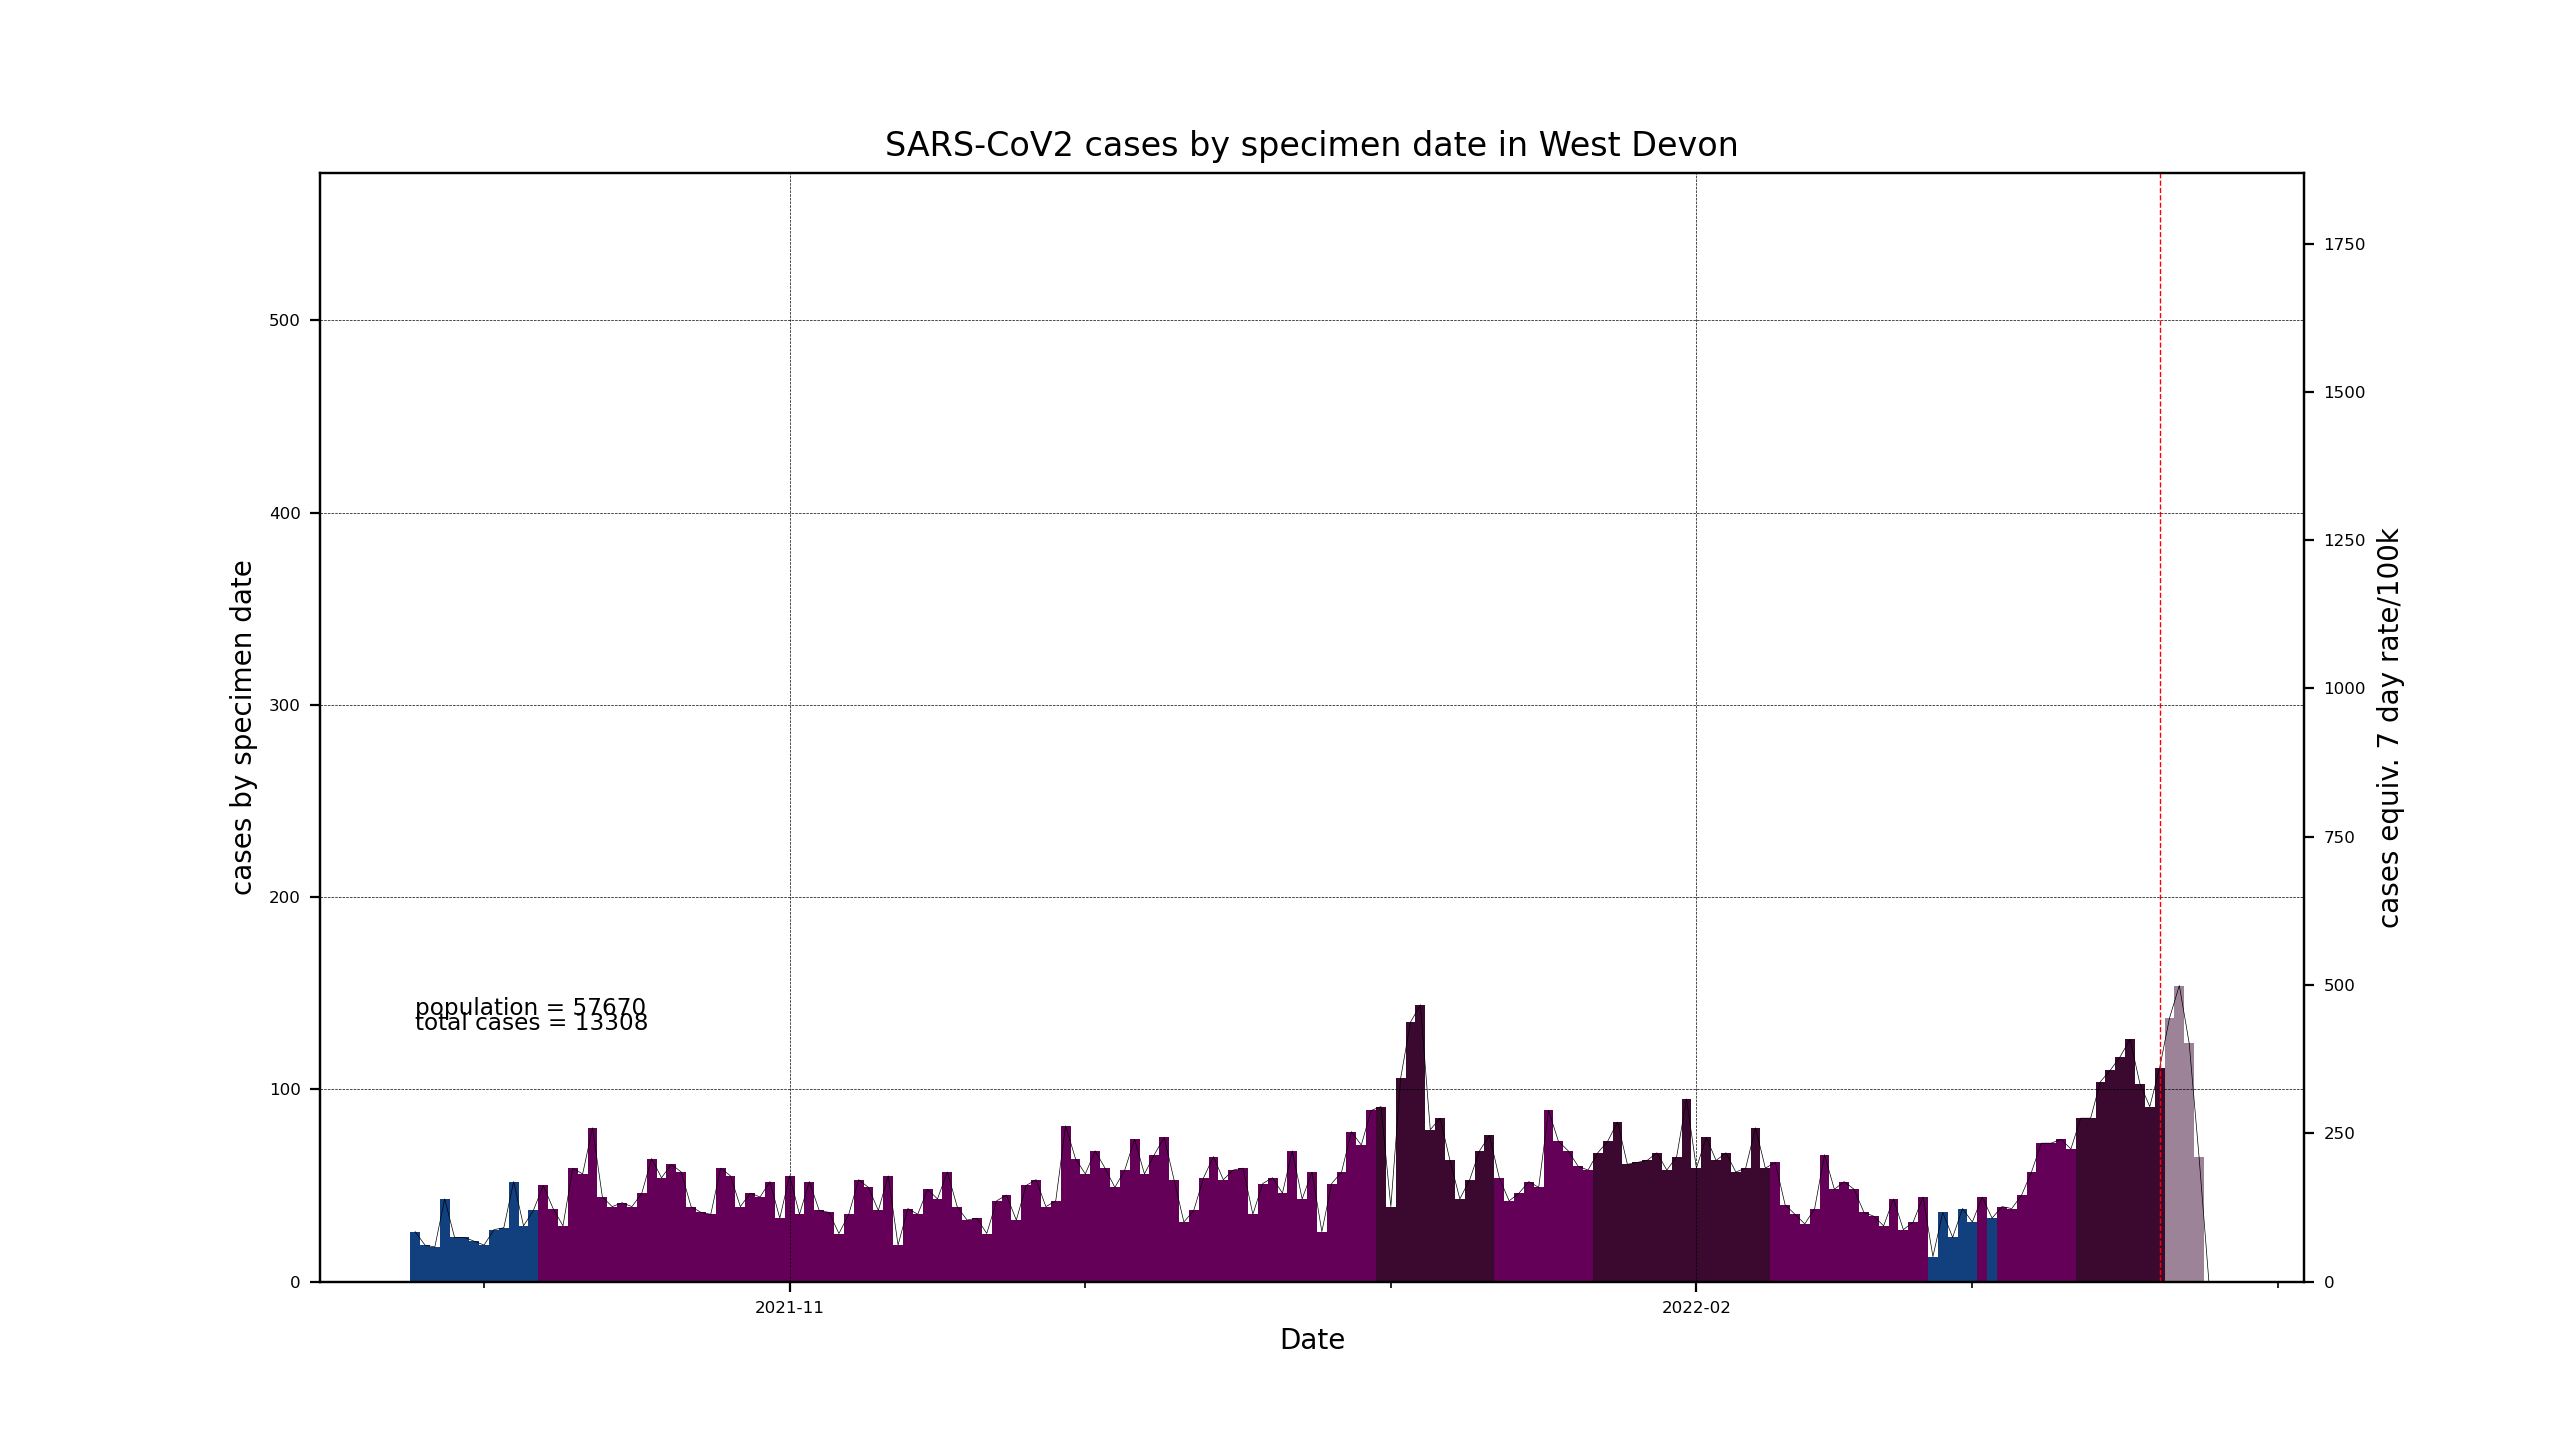 SARS-CoV2 cases by specimen date in West Devon
cases by specimen date
500
400
300
200
100
0
population = 57670
total cases = 13308
1750
1500
1250
1000
750
500
250
0
cases equiv. 7 day rate/100k
2021-11
2022-02
Date